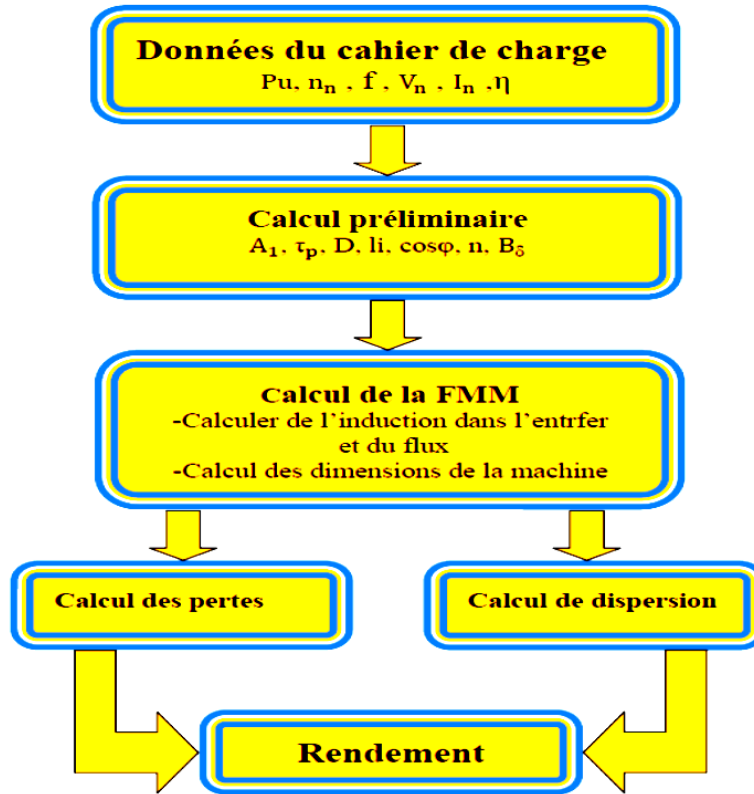 Données du cahier de charge
Pu, nₙ , f , Vₙ , Iₙ ,η
Calcul préliminaire
A₁, τₚ, D, li, cosφ, n, B_δ
Calcul de la FMM
-Calculer de l’induction dans l’entrfer
et du flux
-Calcul des dimensions de la machine
Calcul des pertes
Calcul de dispersion
Rendement